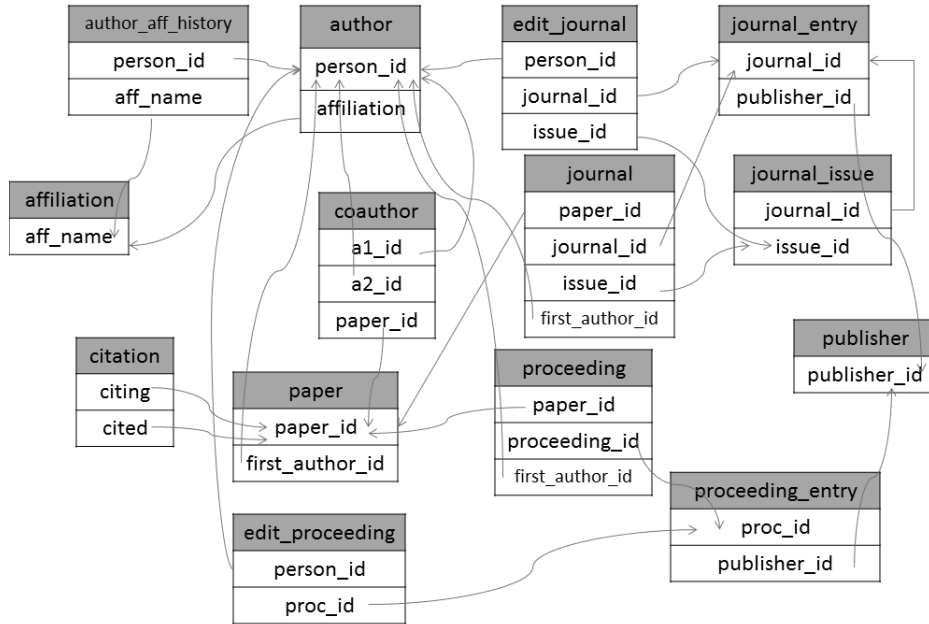 author_aff_history
person_id
aff_name
author
person_id
affiliation
edit_journal
person_id
journal_id
issue_id
journal_entry
journal_id
publisher_id
affiliation
aff_name
coauthor
a1_id
a2_id
paper_id
journal
paper_id
journal_id
issue_id
first_author_id
journal_issue
journal_id
issue_id
citation
citing
cited
paper
paper_id
first_author_id
proceeding
paper_id
proceeding_id
first_author_id
publisher
publisher_id
edit_proceeding
person_id
proc_id
proceeding_entry
proc_id
publisher_id